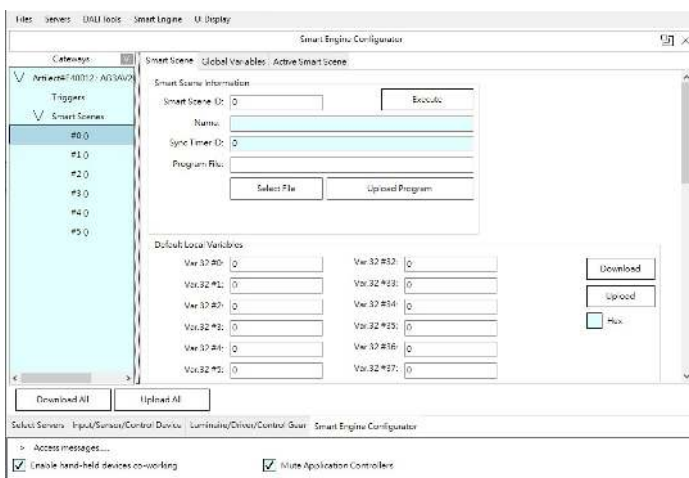 Files Servers DALI Tools Smart Engine UI Display
Smart Engine Configurator
Gateways
Smart Scene Global Variables Active Smart Scene
Triggers
Smart Scenes
#0 ()
#1 ()
#2 ()
#3 ()
#4 ()
#5 ()
Smart Scene Information
Smart Scene ID: 0 Execute
Name:
Sync Timer ID: 0
Program File:
Select File Upload Program
Default Local Variables
Var.32 #0: 0 Var.32 #32: 0
Var.32 #1: 0 Var.32 #33: 0
Var.32 #2: 0 Var.32 #34: 0
Var.32 #3: 0 Var.32 #35: 0
Var.32 #4: 0 Var.32 #36: 0
Var.32 #5: 0 Var.32 #37: 0
Download
Upload
Hex
Download All Upload All
Select Servers Input/Sensor/Control Device Luminaire/Driver/Control Gear Smart Engine Configurator
> Access messages....
Enable hand-held devices co-working Mute Application Controllers